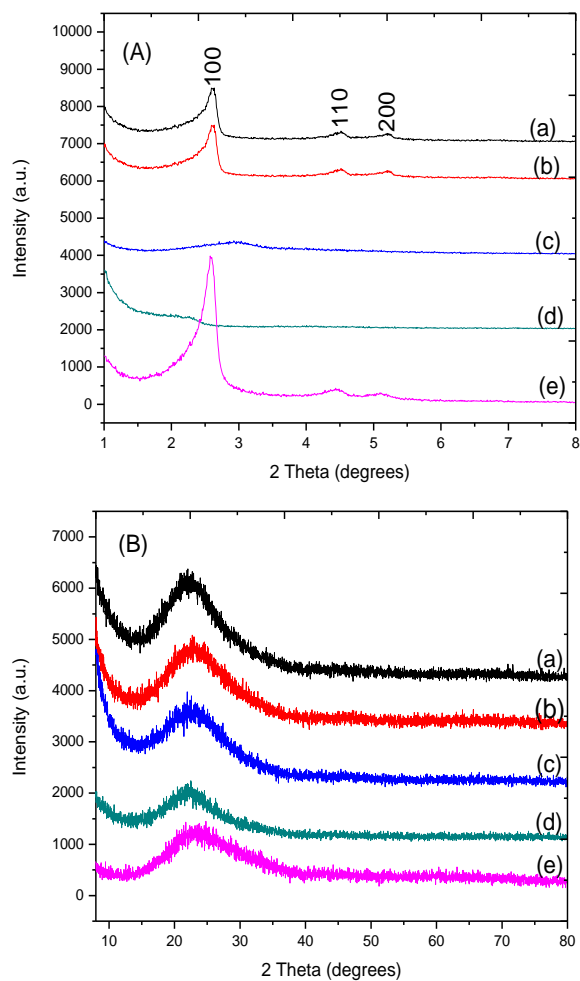 (A)
10000
9000
8000
7000
6000
5000
4000
3000
2000
1000
0
Intensity (a.u.)
100
110
200
(a)
(b)
(c)
(d)
(e)
1 2 3 4 5 6 7 8
2 Theta (degrees)
(B)
7000
6000
5000
4000
3000
2000
1000
0
Intensity (a.u.)
(a)
(b)
(c)
(d)
(e)
10 20 30 40 50 60 70 80
2 Theta (degrees)